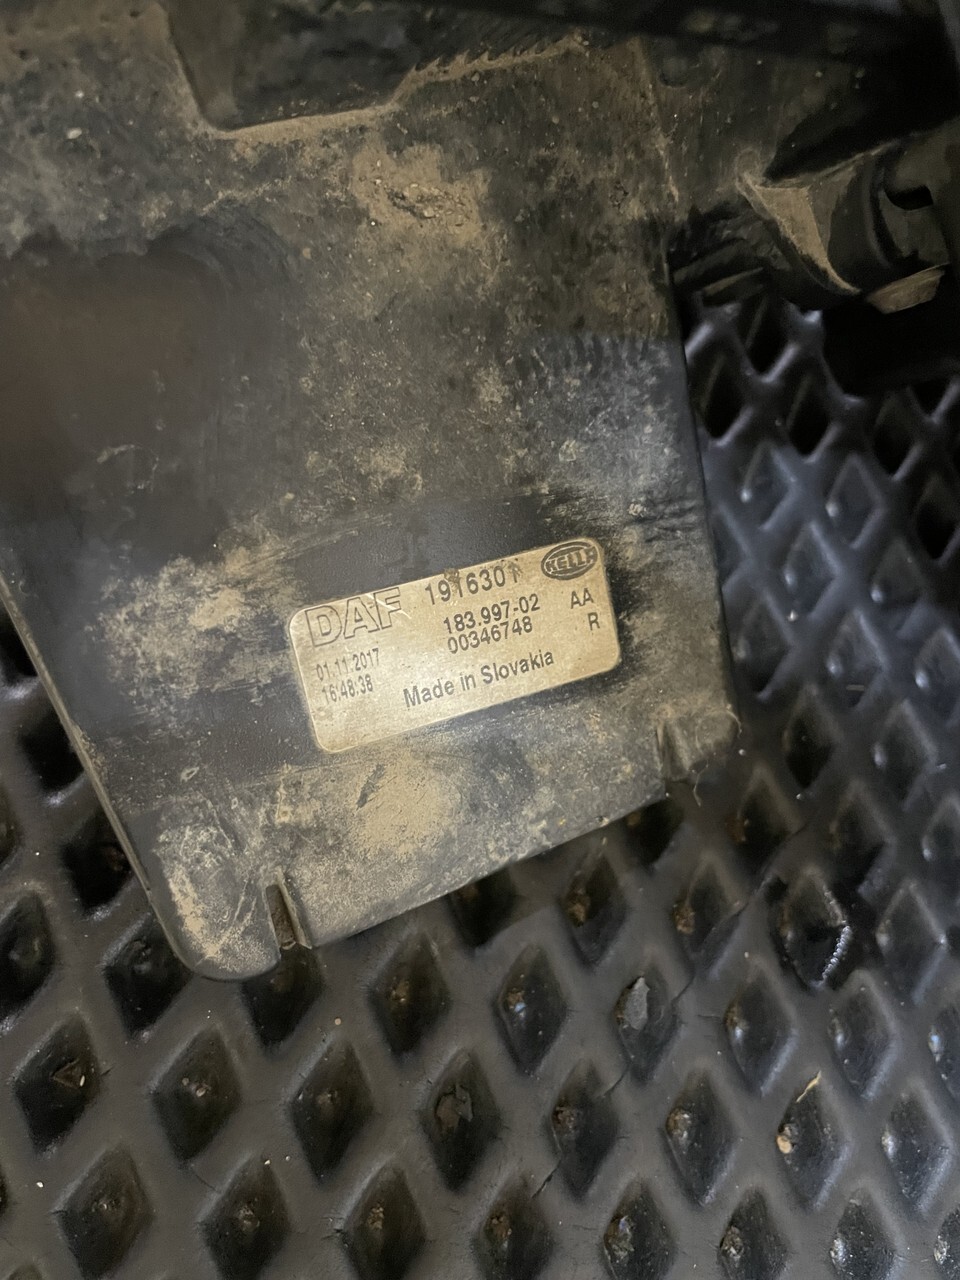 DAF 1916301 HELLA
183.997-02 AA
00346748 R
01.11.2017
16:48:38
Made in Slovakia